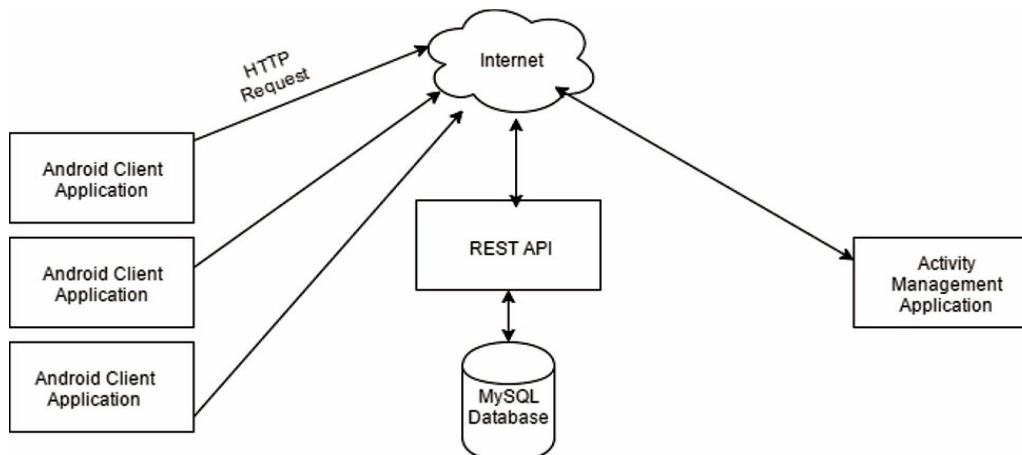 Internet
HTTP
Request
Android Client
Application
Android Client
Application
Android Client
Application
REST API
MySQL
Database
Activity
Management
Application